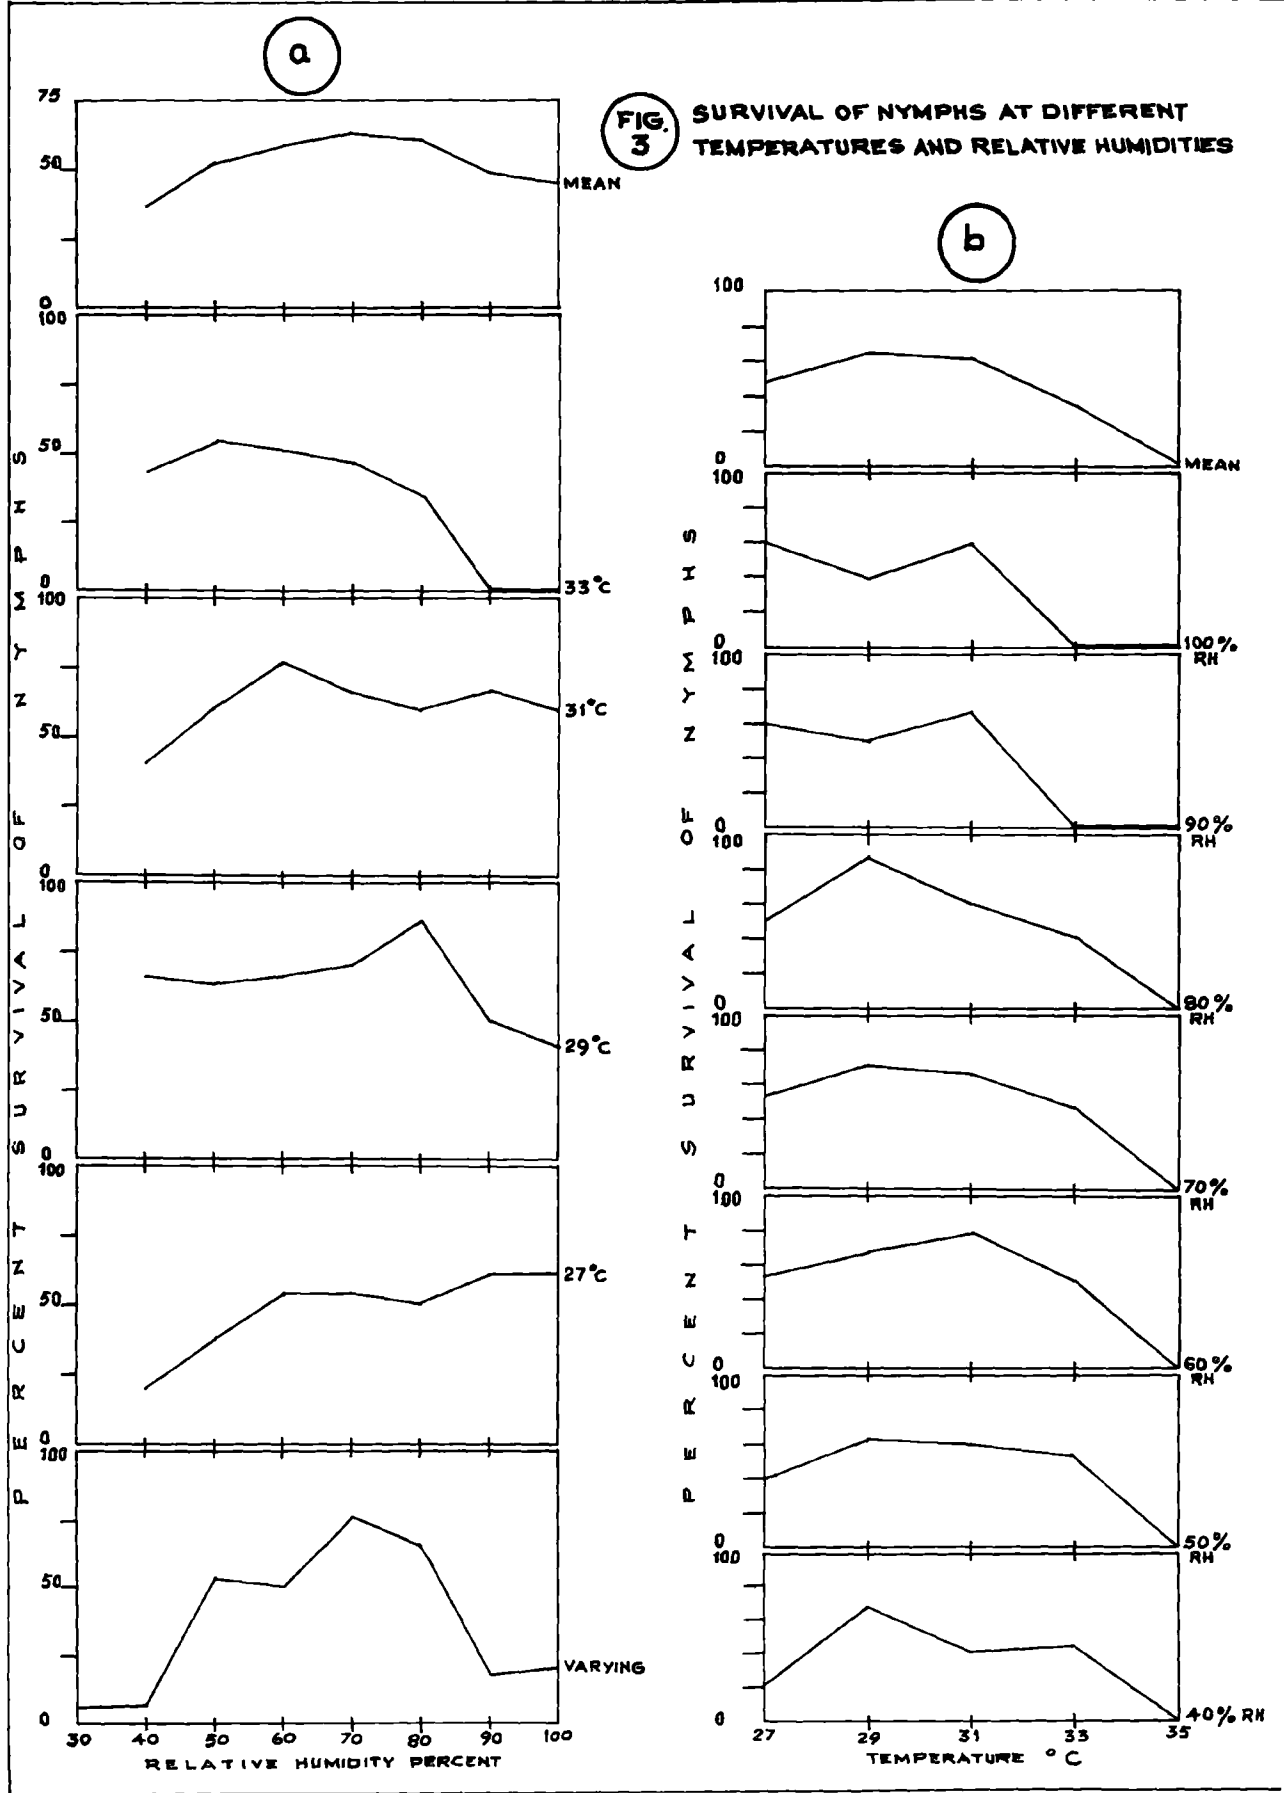 a
FIG. 3
SURVIVAL OF NYMPHS AT DIFFERENT
TEMPERATURES AND RELATIVE HUMIDITIES
PERCENT SURVIVAL OF NYMPHS
75
50
0
MEAN
100
50
0
33°C
100
50
0
31°C
100
50
0
29°C
100
50
0
27°C
100
50
0
VARYING
30 40 50 60 70 80 90 100
RELATIVE HUMIDITY PERCENT
b
PERCENT SURVIVAL OF NYMPHS
100
0
MEAN
100
0
100%
RH
100
0
90%
RH
100
0
80%
RH
100
0
70%
RH
100
0
60%
RH
100
0
50%
RH
100
0
40% RH
27 29 31 33 35
TEMPERATURE °C